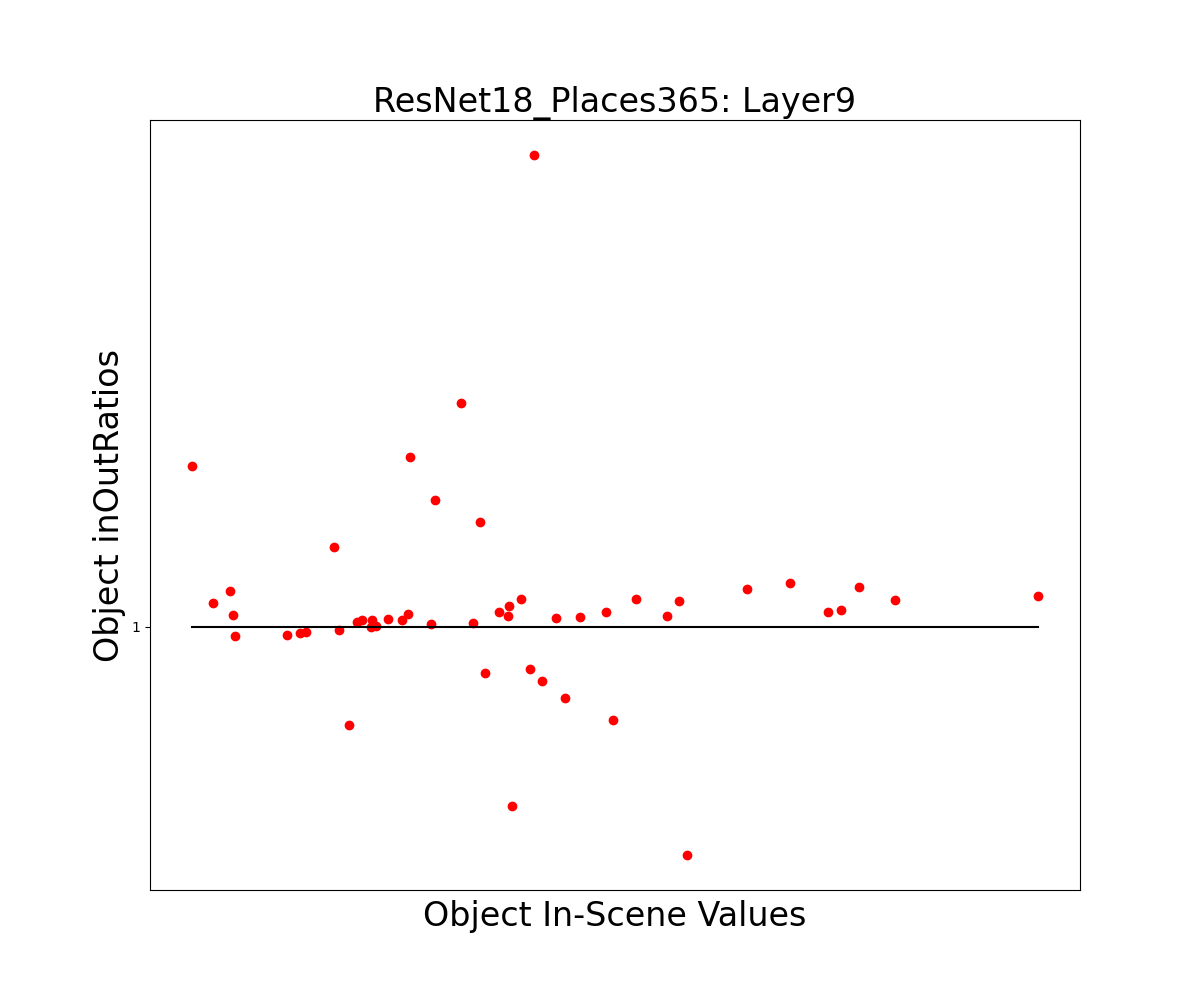 ResNet18_Places365: Layer9
Object inOutRatios
1
Object In-Scene Values